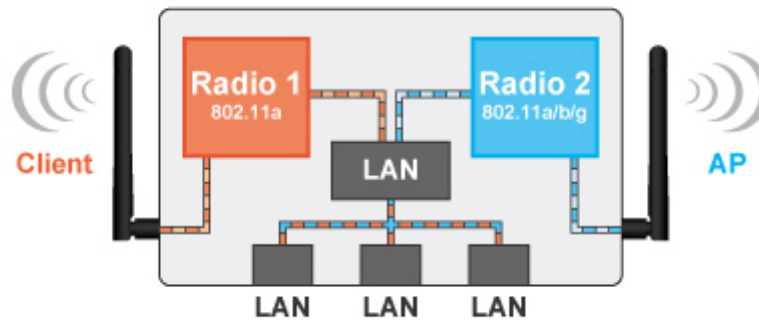 Radio 1
802.11a
Radio 2
802.11a/b/g
Client
LAN
AP
LAN
LAN
LAN